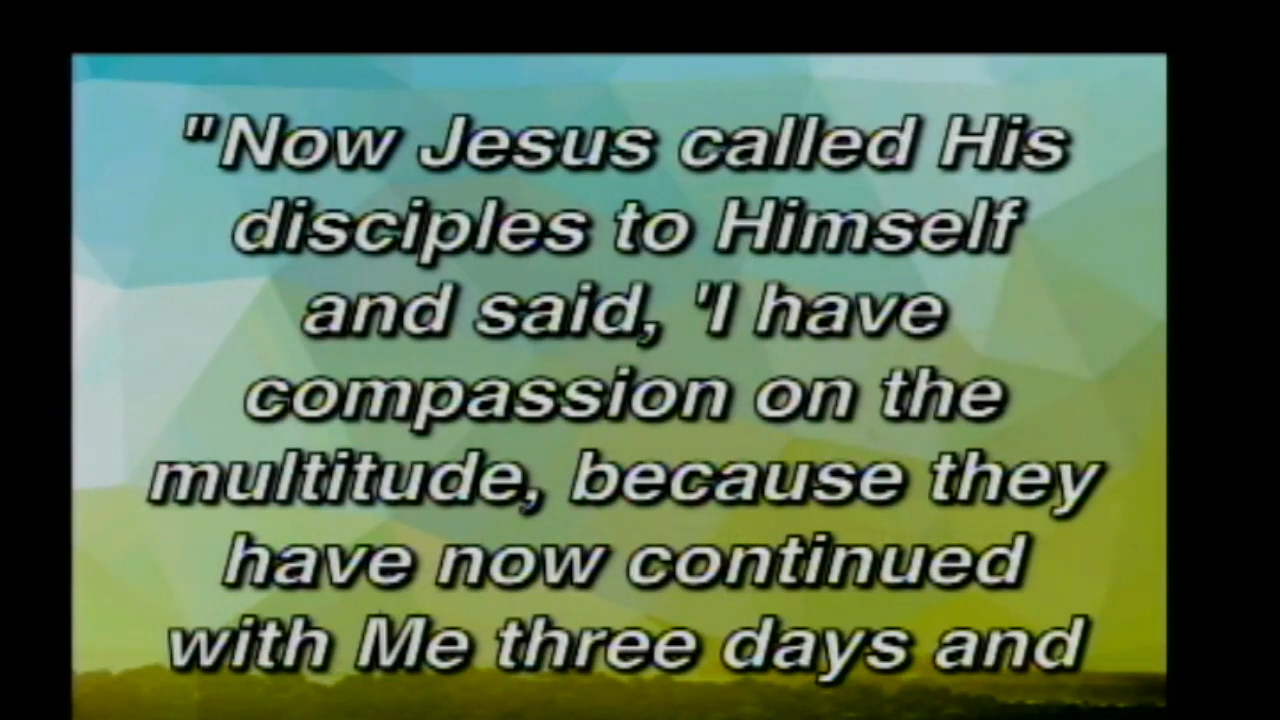 "Now Jesus called His
disciples to Himself
and said, 'I have
compassion on the
multitude, because they
have now continued
with Me three days and